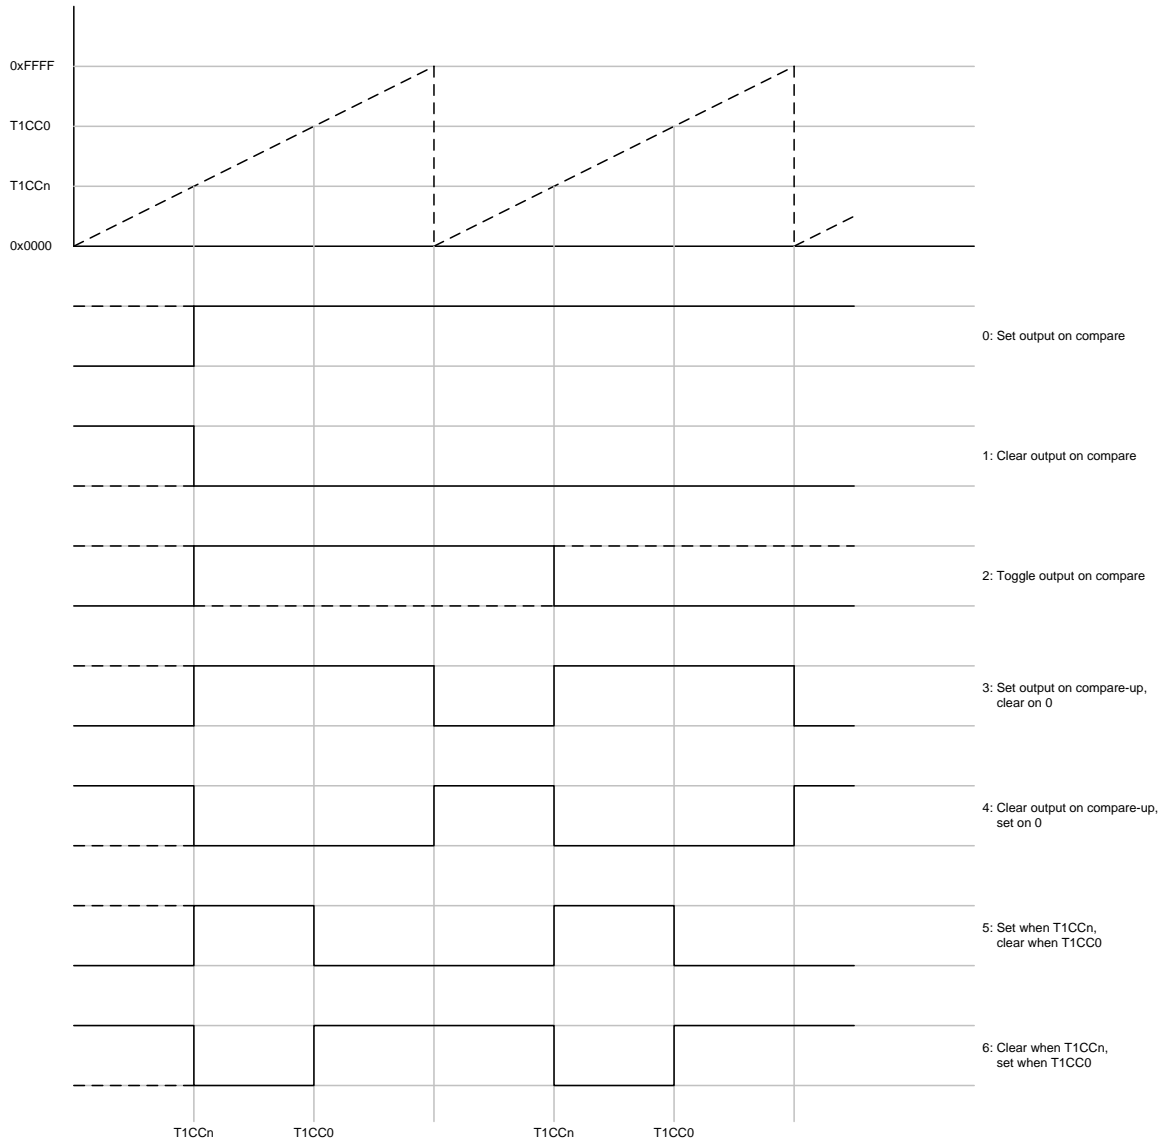 0xFFFF
T1CC0
T1CCn
0x0000
0: Set output on compare
1: Clear output on compare
2: Toggle output on compare
3: Set output on compare-up,
clear on 0
4: Clear output on compare-up,
set on 0
5: Set when T1CCn,
clear when T1CC0
6: Clear when T1CCn,
set when T1CC0
T1CCn T1CC0 T1CCn T1CC0